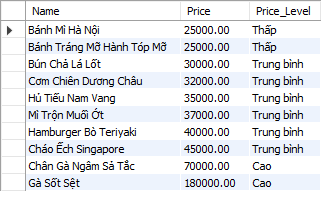 Name Price Price_Level
Bánh Mì Hà Nội 25000.00 Thấp
Bánh Tráng Mỡ Hành Tóp Mỡ 25000.00 Thấp
Bún Chả Lá Lốt 30000.00 Trung bình
Cơm Chiên Dương Châu 32000.00 Trung bình
Hủ Tiếu Nam Vang 35000.00 Trung bình
Mì Trộn Muối Ớt 37000.00 Trung bình
Hamburger Bò Teriyaki 40000.00 Trung bình
Cháo Ếch Singapore 45000.00 Trung bình
Chân Gà Ngâm Sả Tắc 70000.00 Cao
Gà Sốt Sệt 180000.00 Cao